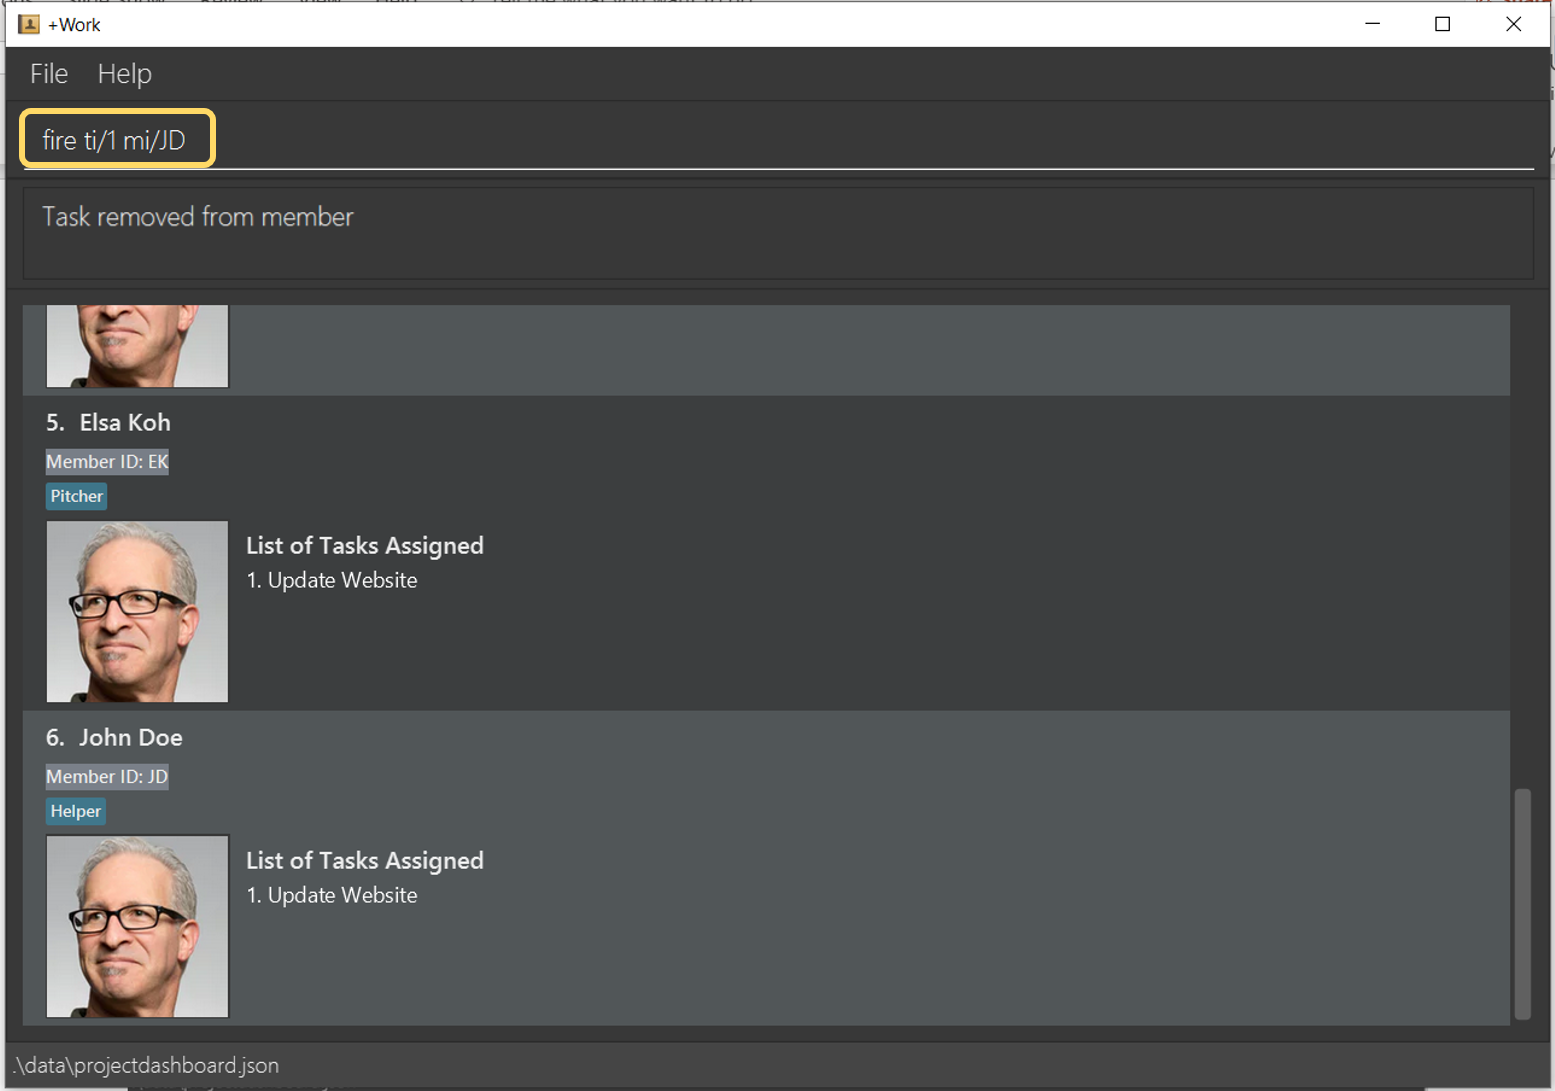 +Work
File Help
fire ti/1 mi/JD
Task removed from member
5. Elsa Koh
Member ID: EK
Pitcher
List of Tasks Assigned
1. Update Website
6. John Doe
Member ID: JD
Helper
List of Tasks Assigned
1. Update Website
.\data\projectdashboard.json